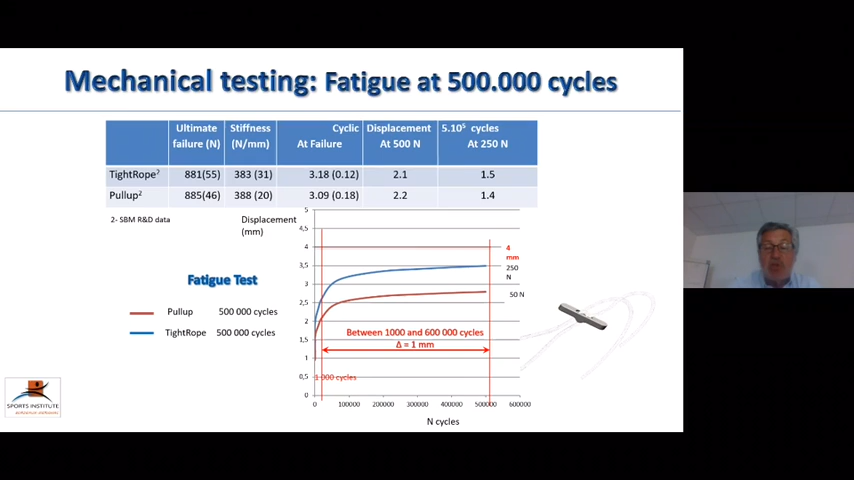 Mechanical testing: Fatigue at 500.000 cycles
Ultimate failure (N) Stiffness (N/mm) Cyclic At Failure Displacement At 500 N 5.10⁵ cycles At 250 N
TightRope² 881(55) 383 (31) 3.18 (0.12) 2.1 1.5
Pullup² 885(46) 388 (20) 3.09 (0.18) 2.2 1.4
2- SBM R&D data
Displacement
(mm)
5
4,5
4
3,5
3
2,5
2
1,5
1
0,5
0
4
mm
250
N
50 N
Fatigue Test
Pullup 500 000 cycles
TightRope 500 000 cycles
Between 1000 and 600 000 cycles
Δ = 1 mm
1 000 cycles
0 100000 200000 300000 400000 500000 600000
N cycles
SPORTS INSTITUTE